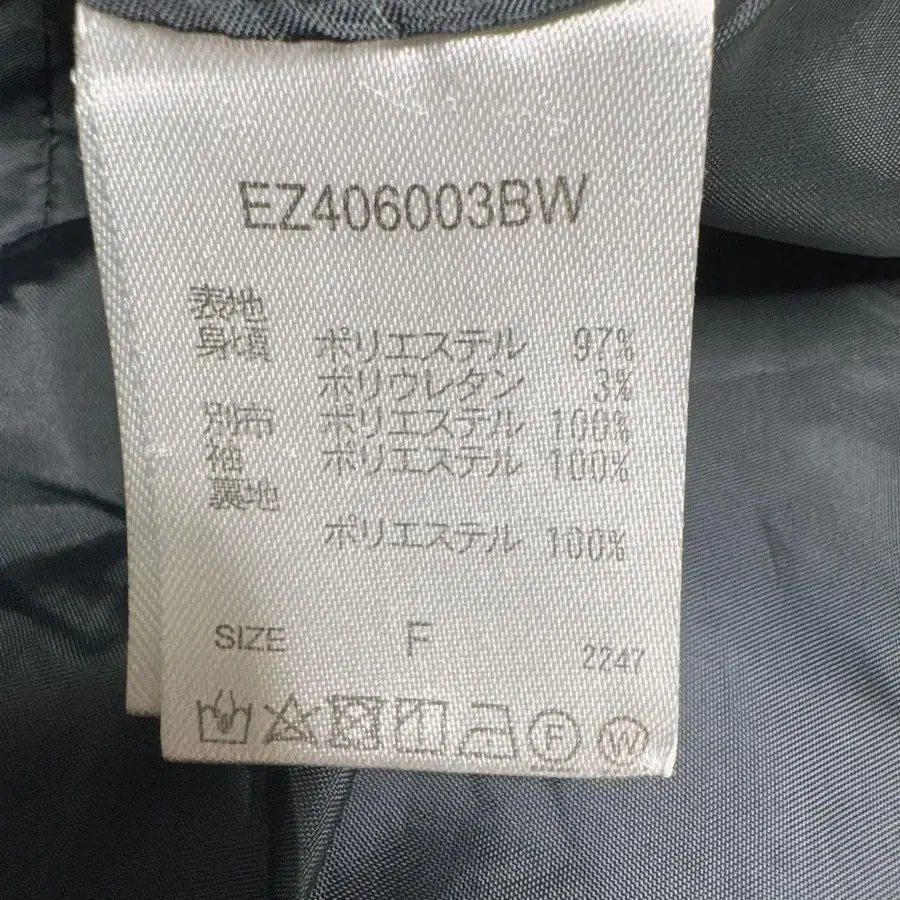 EZ406003BW
表地
身頃 ポリエステル 97%
ポリウレタン 3%
別布 ポリエステル 100%
袖 ポリエステル 100%
裏地
ポリエステル 100%
SIZE F 2247
F W